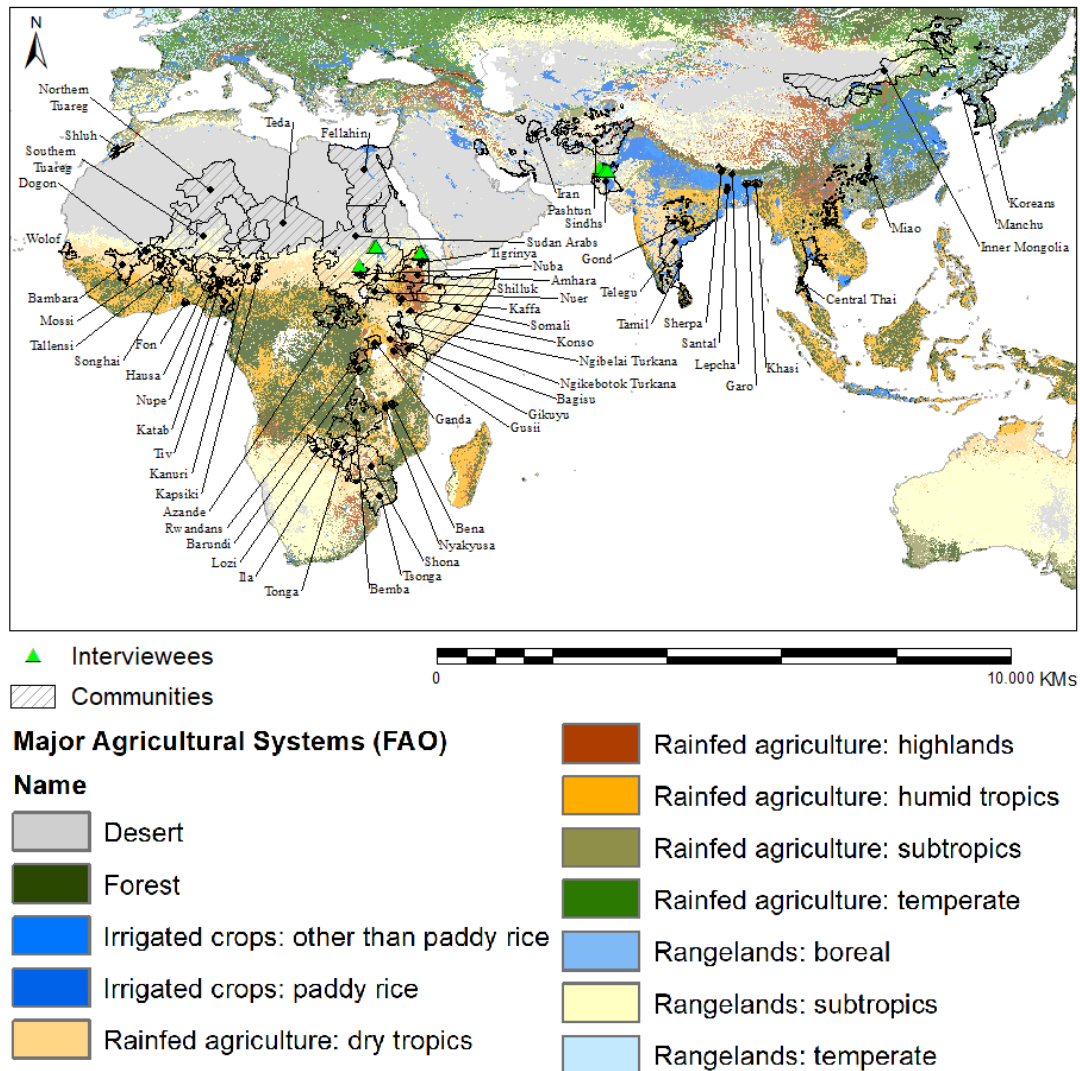 N
Northern
Tuareg
Shluh
Southern
Tuareg
Dogon
Wolof
Bambara
Mossi
Tallensi
Songhai
Fon
Hausa
Nupe
Katab
Tiv
Kanuri
Kapsiki
Azande
Rwandans
Barundi
Lozi
Ila
Tonga
Teda
Fellahin
Sudan Arabs
Tigrinya
Nuba
Amhara
Shilluk
Nuer
Kaffa
Somali
Konso
Ngibelai Turkana
Ngikebotok Turkana
Bagisu
Gikuyu
Gusii
Ganda
Bena
Nyakyusa
Shona
Tsonga
Bemba
Iran
Pashtun
Sindhs
Gond
Telegu
Tamil
Sherpa
Santal
Lepcha
Garo
Khasi
Central Thai
Miao
Inner Mongolia
Manchu
Koreans
Interviewees
Communities
0
10.000 KMs
Major Agricultural Systems (FAO)
Name
Desert
Forest
Irrigated crops: other than paddy rice
Irrigated crops: paddy rice
Rainfed agriculture: dry tropics
Rainfed agriculture: highlands
Rainfed agriculture: humid tropics
Rainfed agriculture: subtropics
Rainfed agriculture: temperate
Rangelands: boreal
Rangelands: subtropics
Rangelands: temperate